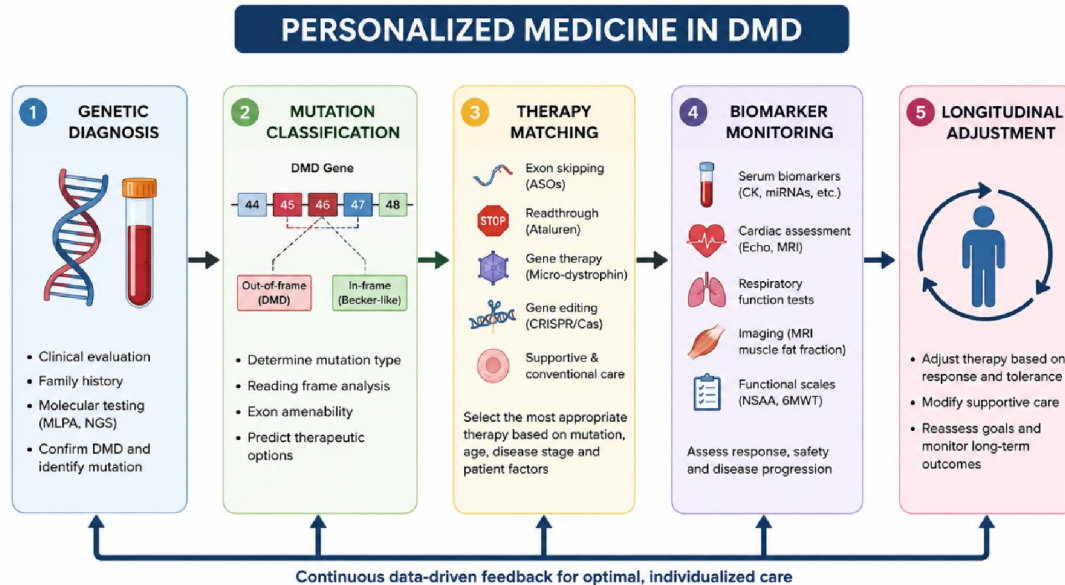 PERSONALIZED MEDICINE IN DMD
1
GENETIC
DIAGNOSIS
• Clinical evaluation
• Family history
• Molecular testing
(MLPA, NGS)
• Confirm DMD and
identify mutation
2
MUTATION
CLASSIFICATION
DMD Gene
44 45 46 47 48
Out-of-frame
(DMD)
In-frame
(Becker-like)
• Determine mutation type
• Reading frame analysis
• Exon amenability
• Predict therapeutic
options
3
THERAPY
MATCHING
Exon skipping
(ASOs)
STOP
Readthrough
(Ataluren)
Gene therapy
(Micro-dystrophin)
Gene editing
(CRISPR/Cas)
Supportive &
conventional care
Select the most appropriate
therapy based on mutation,
age, disease stage and
patient factors
4
BIOMARKER
MONITORING
Serum biomarkers
(CK, miRNAs, etc.)
Cardiac assessment
(Echo, MRI)
Respiratory
function tests
Imaging (MRI
muscle fat fraction)
Functional scales
(NSAA, 6MWT)
Assess response, safety
and disease progression
5
LONGITUDINAL
ADJUSTMENT
• Adjust therapy based on
response and tolerance
• Modify supportive care
• Reassess goals and
monitor long-term
outcomes
Continuous data-driven feedback for optimal, individualized care